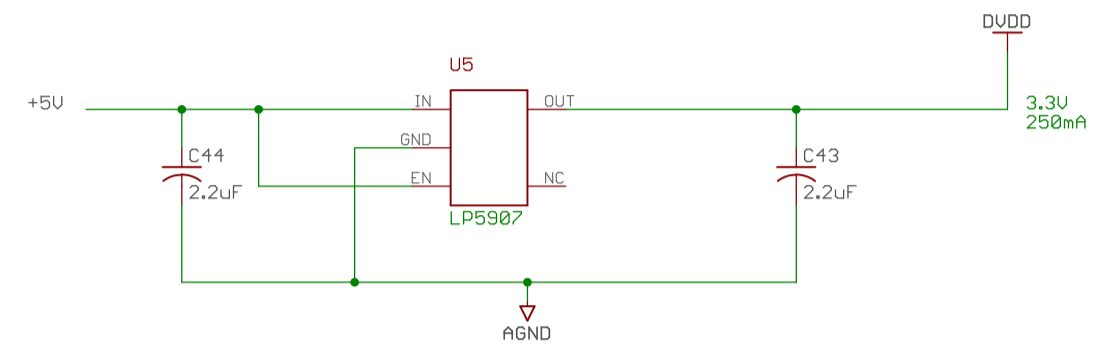 DVDD
U5
+5V
IN
OUT
3.3V
250mA
GND
C44
C43
EN
NC
2.2uF
2.2uF
LP5907
AGND